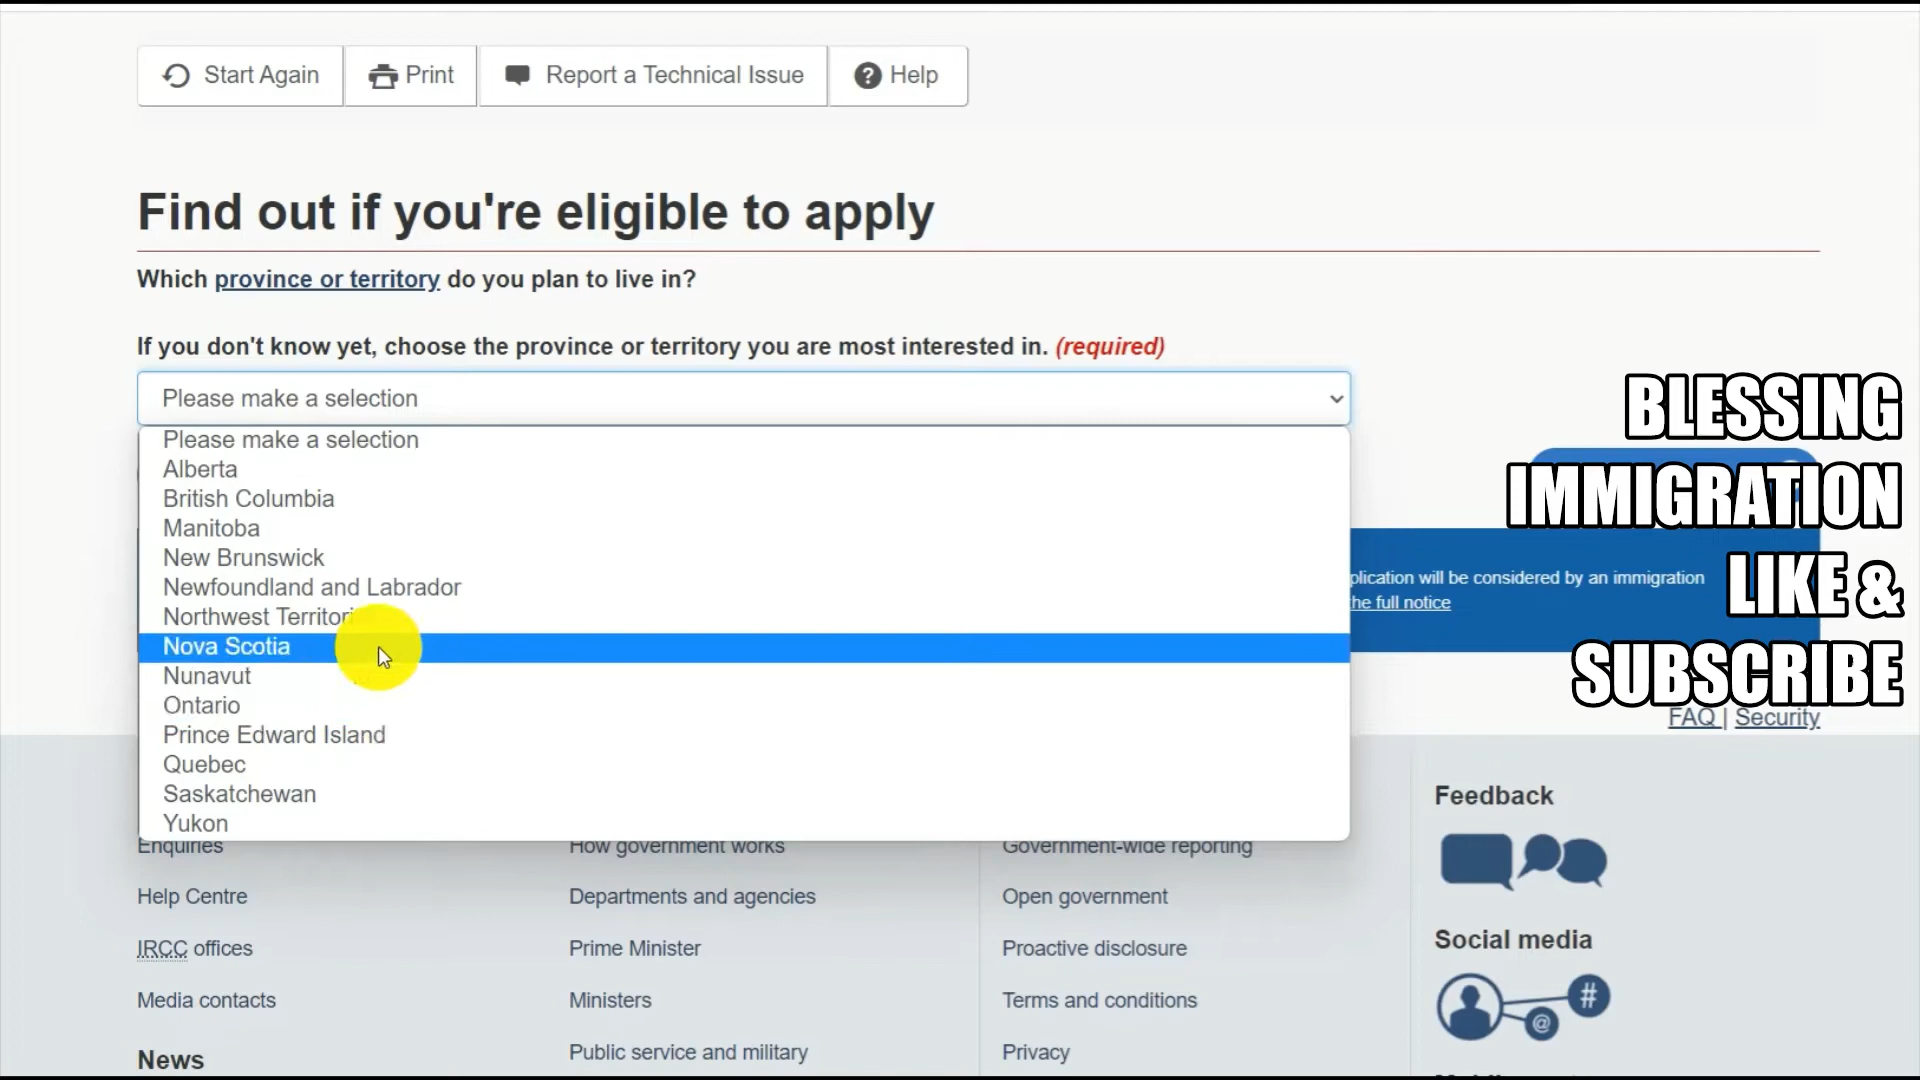 Start Again
Print
Report a Technical Issue
Help
Find out if you're eligible to apply
Which province or territory do you plan to live in?
If you don't know yet, choose the province or territory you are most interested in. (required)
Please make a selection
Please make a selection
Alberta
British Columbia
Manitoba
New Brunswick
Newfoundland and Labrador
Northwest
Nova Scotia
Nunavut
Ontario
Prince Edward Island
Quebec
Saskatchewan
Yukon
BLESSING
IMMIGRATION
LIKE &
SUBSCRIBE
plication will be considered by an immigration
he full notice
FAQ | Security
Enquiries
How government works
Government-wide reporting
Feedback
Help Centre
Departments and agencies
Open government
Social media
IRCC offices
Prime Minister
Proactive disclosure
Media contacts
Ministers
Terms and conditions
#
@
News
Public service and military
Privacy